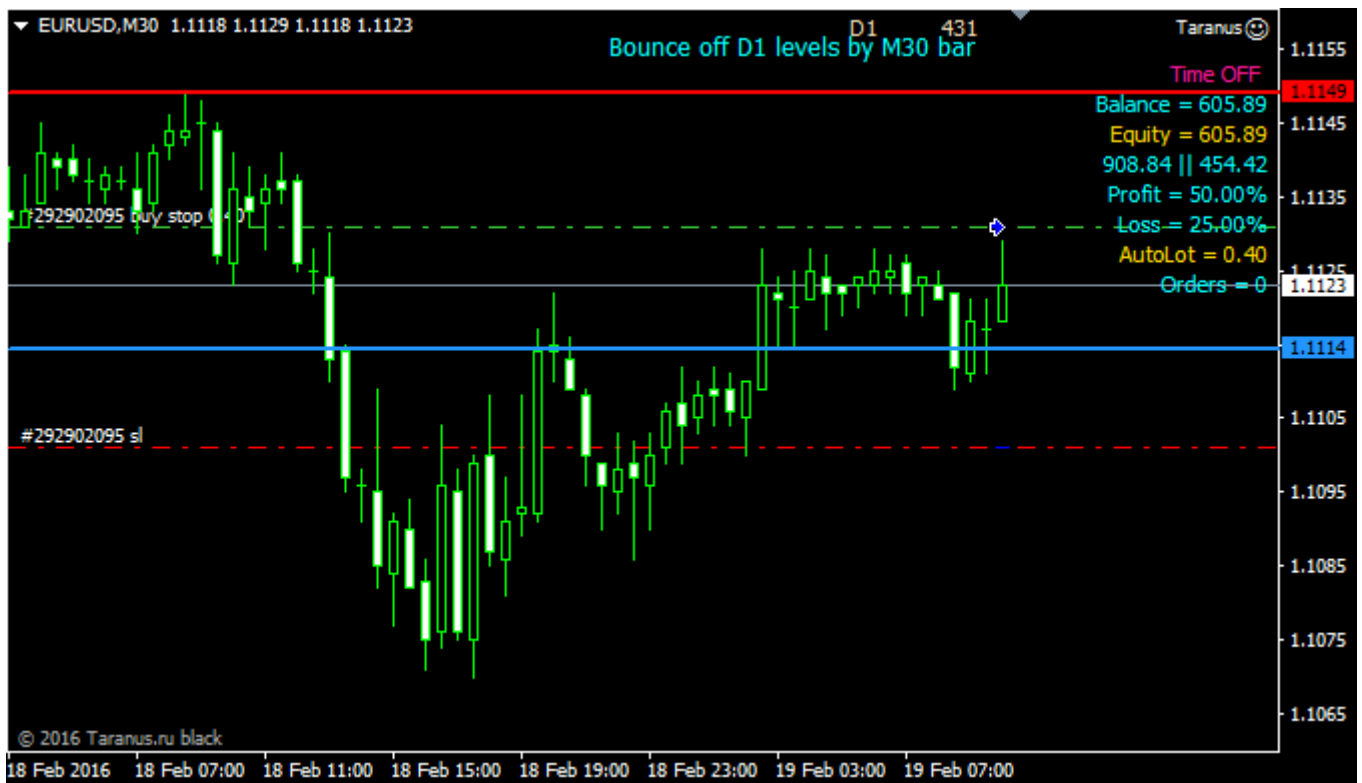 EURUSD,M30 1.1118 1.1129 1.1118 1.1123
D1 431
Taranus
Bounce off D1 levels by M30 bar
1.1155
Time OFF
1.1149
Balance = 605.89
1.1145
Equity = 605.89
908.84 || 454.42
Profit = 50.00%
1.1135
#292902095 buy stop 0.40
Loss = 25.00%
AutoLot = 0.40
1.1125
Orders = 0
1.1123
1.1114
1.1105
#292902095 sl
1.1095
1.1085
1.1075
1.1065
© 2016 Taranus.ru black
18 Feb 2016 18 Feb 07:00 18 Feb 11:00 18 Feb 15:00 18 Feb 19:00 18 Feb 23:00 19 Feb 03:00 19 Feb 07:00